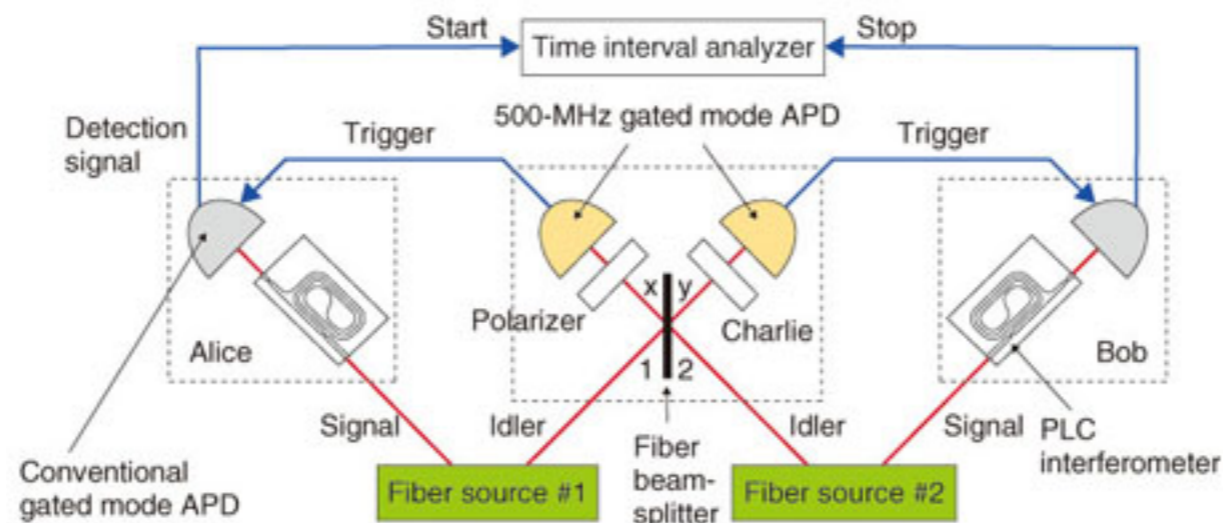 Start
Time interval analyzer
Stop
500-MHz gated mode APD
Detection
signal
Trigger
Trigger
x
y
Polarizer
Charlie
Alice
Bob
1
2
Signal
Idler
Idler
Signal
PLC
interferometer
Conventional
gated mode APD
Fiber
beam-
splitter
Fiber source #1
Fiber source #2